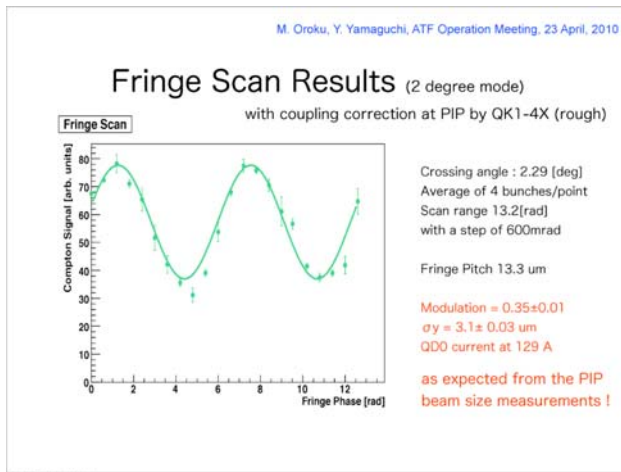 M. Oroku, Y. Yamaguchi, ATF Operation Meeting, 23 April, 2010
Fringe Scan Results (2 degree mode)
with coupling correction at PIP by QK1-4X (rough)
Fringe Scan
Compton Signal [arb. units]
80
70
60
50
40
30
20
10
0
0 2 4 6 8 10 12
Fringe Phase [rad]
Crossing angle : 2.29 [deg]
Average of 4 bunches/point
Scan range 13.2[rad]
with a step of 600mrad
Fringe Pitch 13.3 um
Modulation = 0.35±0.01
σy = 3.1± 0.03 um
QD0 current at 129 A
as expected from the PIP
beam size measurements !